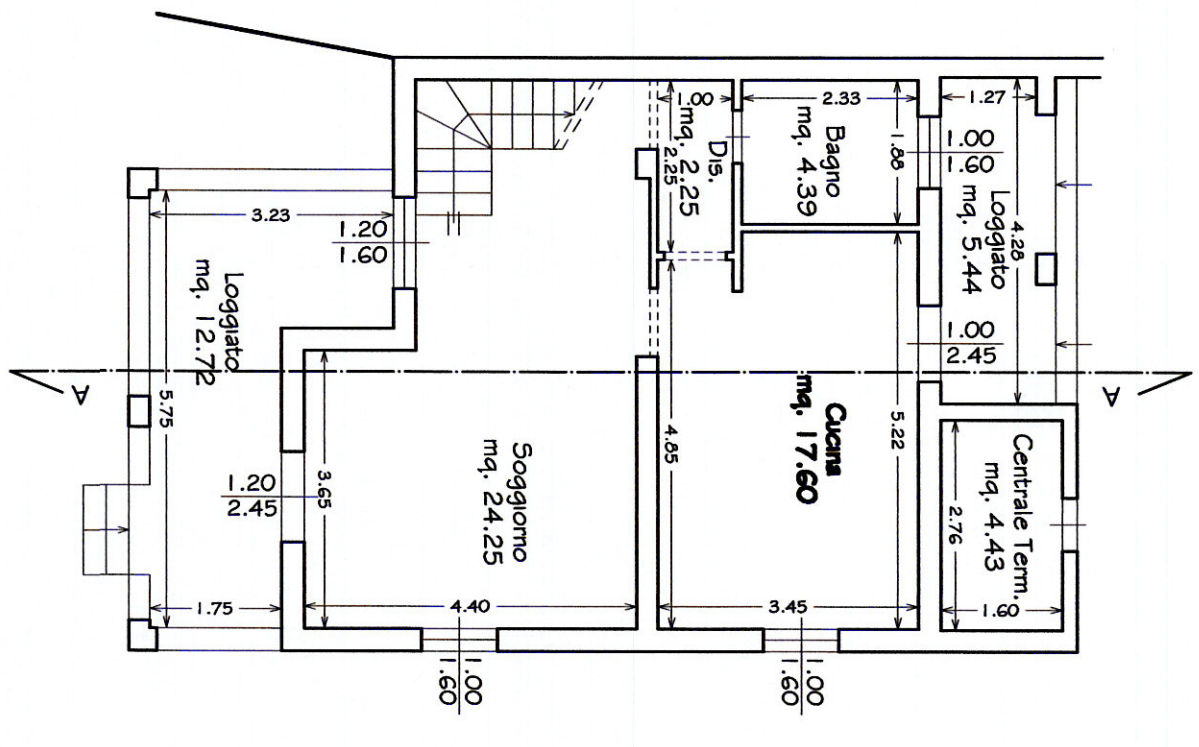 1.00
2.33
1.27
Dis.
mq. 2.25
2.25
Bagno
mq. 4.39
1.88
1.00
1.60
Loggiato
mq. 5.44
4.28
3.23
1.20
1.60
Loggiato
mq. 12.72
5.75
1.00
2.45
A
A
1.20
2.45
3.65
Soggiorno
mq. 24.25
4.85
Cucina
mq. 17.60
5.22
Centrale Term.
mq. 4.43
2.76
1.75
4.40
3.45
1.60
1.00
1.60
1.00
1.60